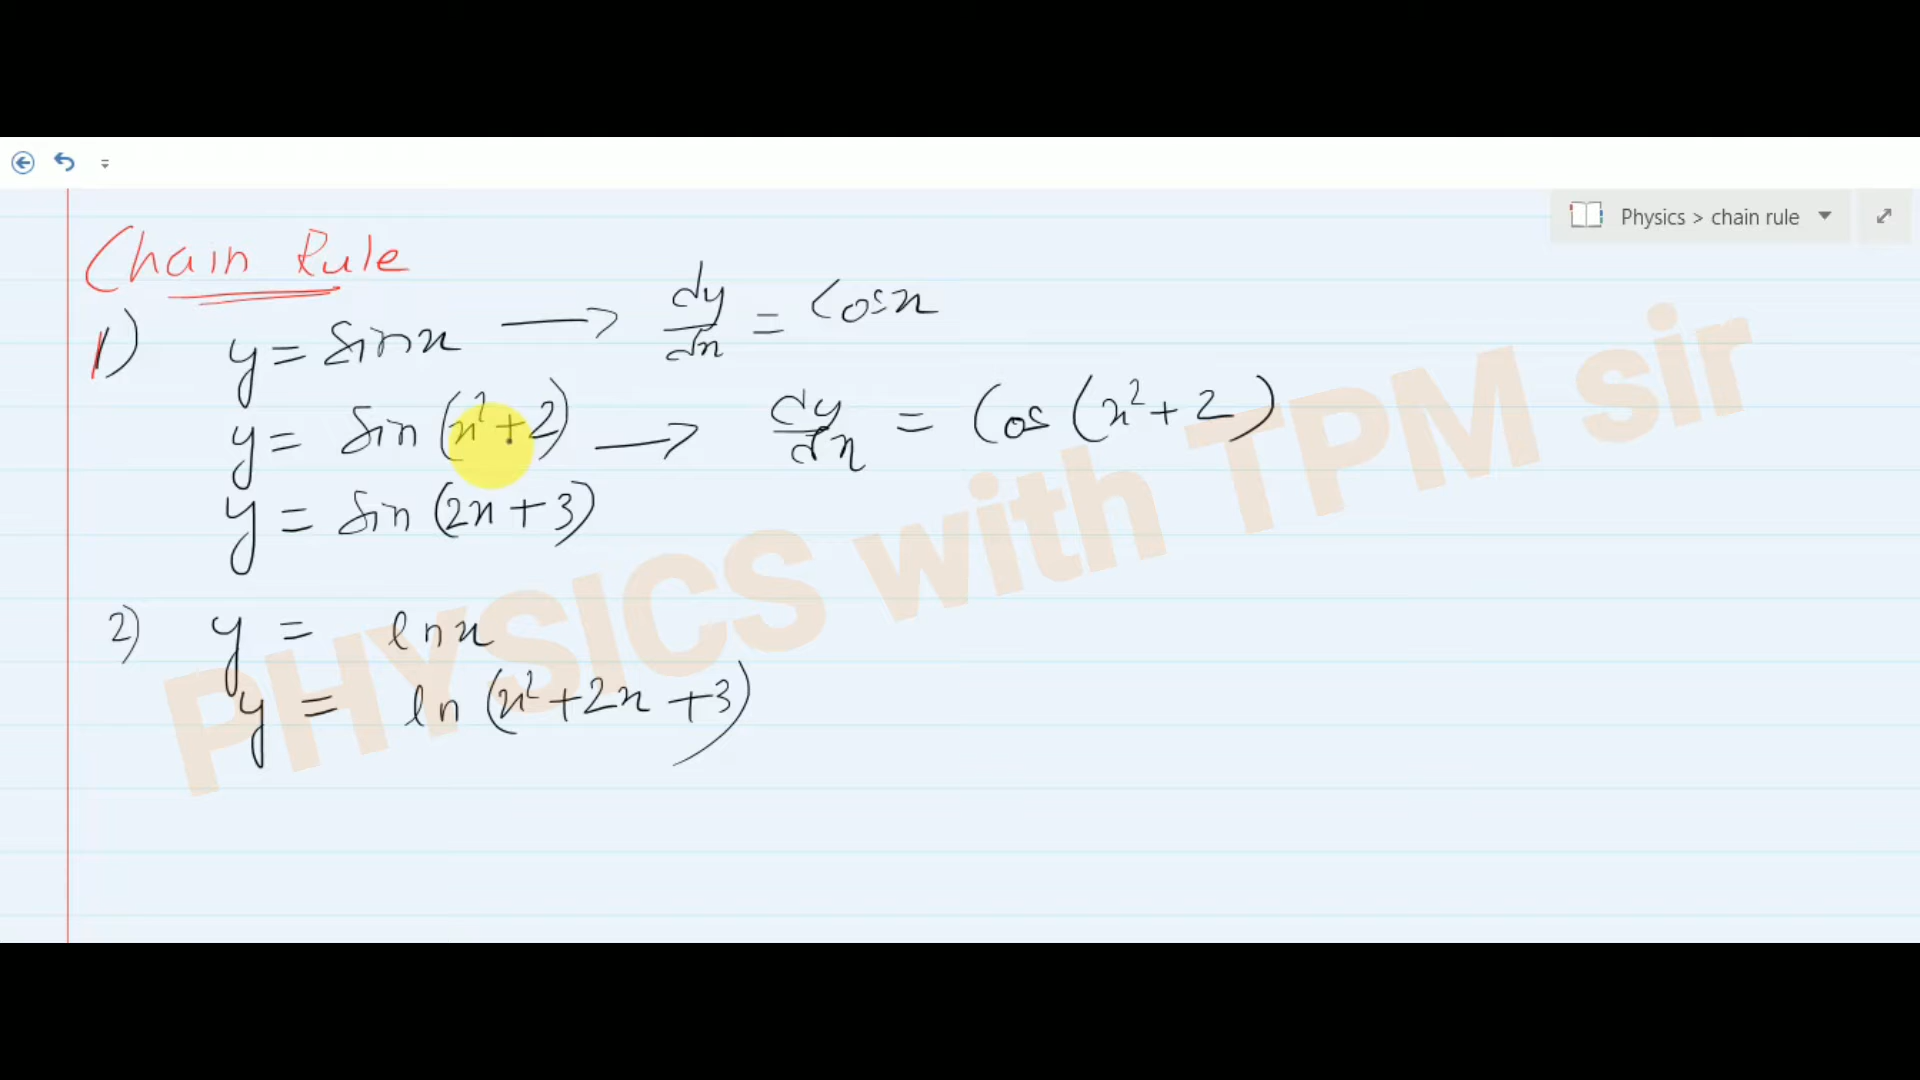 Physics > chain rule
Chain Rule
1) y = sin x → dy/dx = cos x
y = sin (x²+2) → dy/dx = cos (x²+2)
y = sin (2x+3)
2) y = ln x
y = ln (x²+2x+3)
PHYSICS with TPM sir